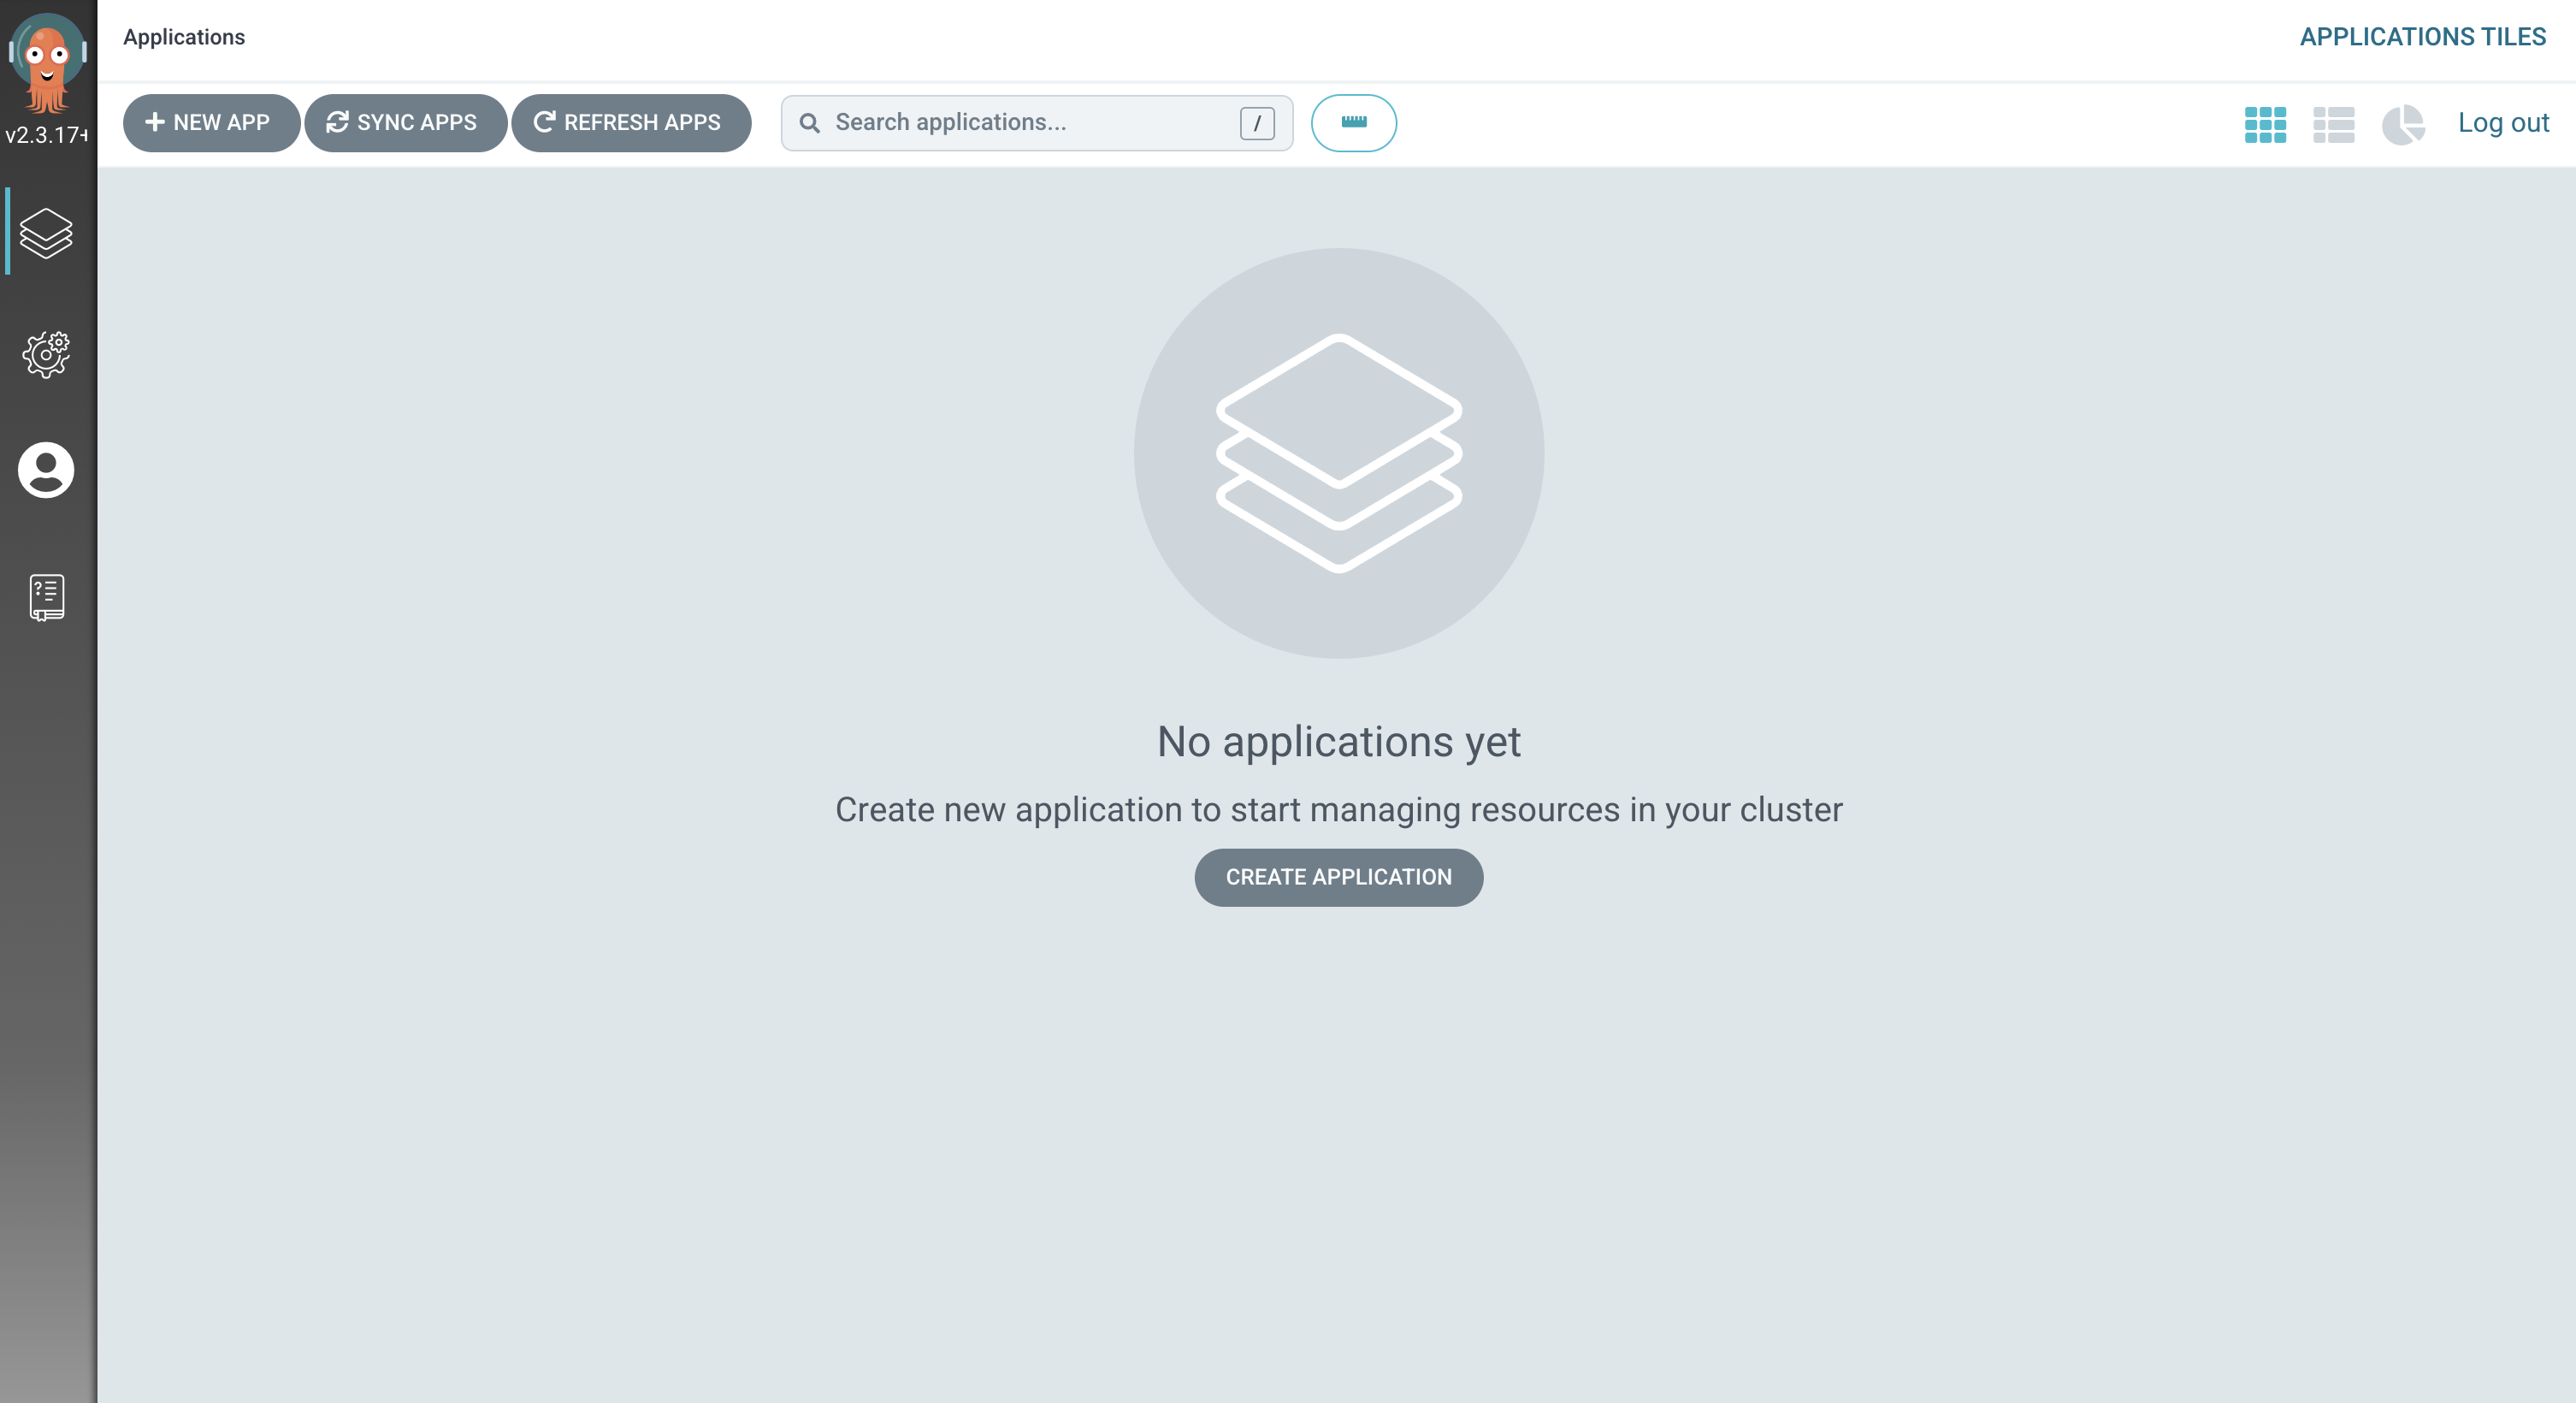 Applications
APPLICATIONS TILES
v2.3.17+
NEW APP
SYNC APPS
REFRESH APPS
Search applications...
/
Log out
No applications yet
Create new application to start managing resources in your cluster
CREATE APPLICATION